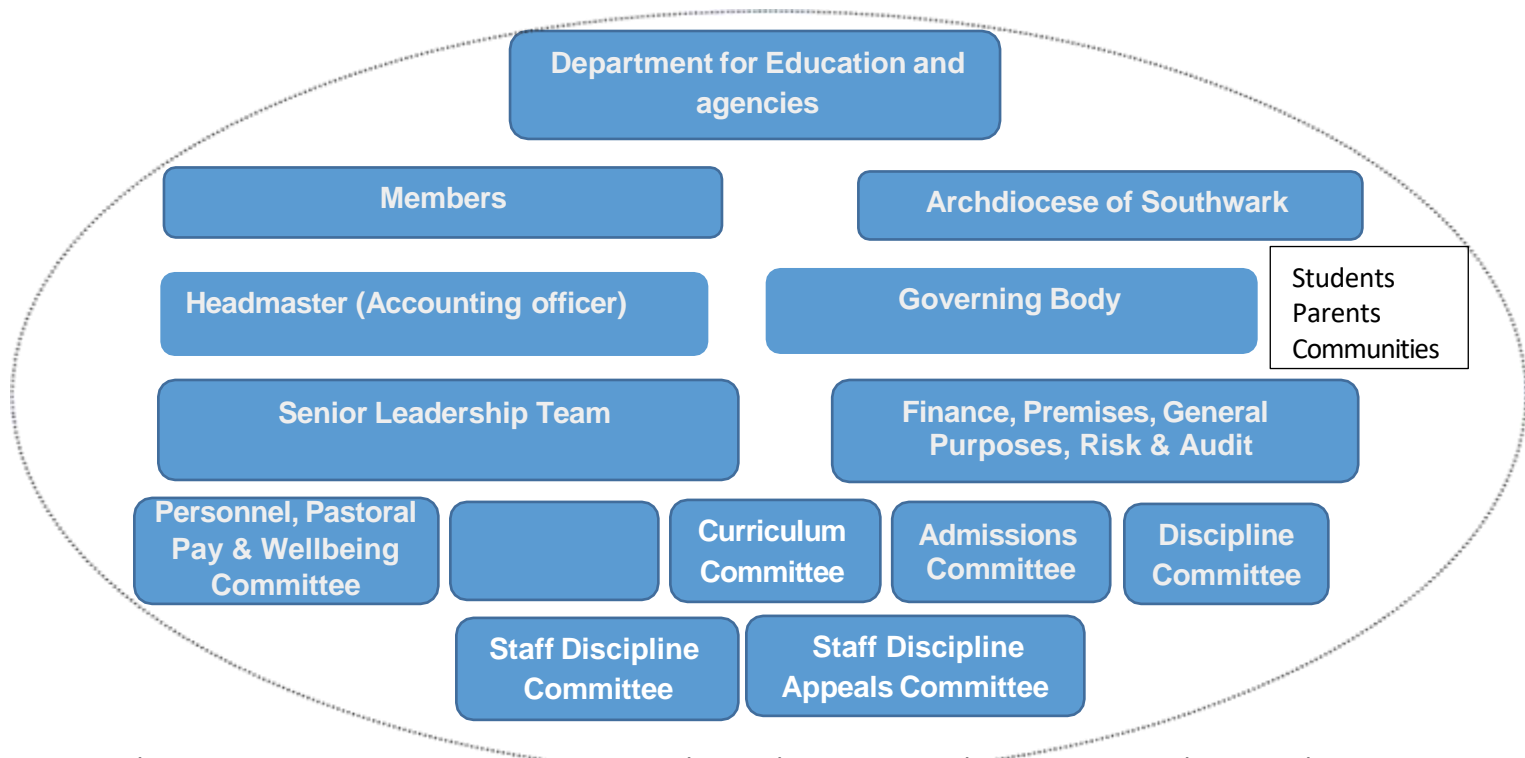 Department for Education and
agencies
Members
Archdiocese of Southwark
Headmaster (Accounting officer)
Governing Body
Students
Parents
Communities
Senior Leadership Team
Finance, Premises, General
Purposes, Risk & Audit
Personnel, Pastoral
Pay & Wellbeing
Committee
Curriculum
Committee
Admissions
Committee
Discipline
Committee
Staff Discipline
Committee
Staff Discipline
Appeals Committee